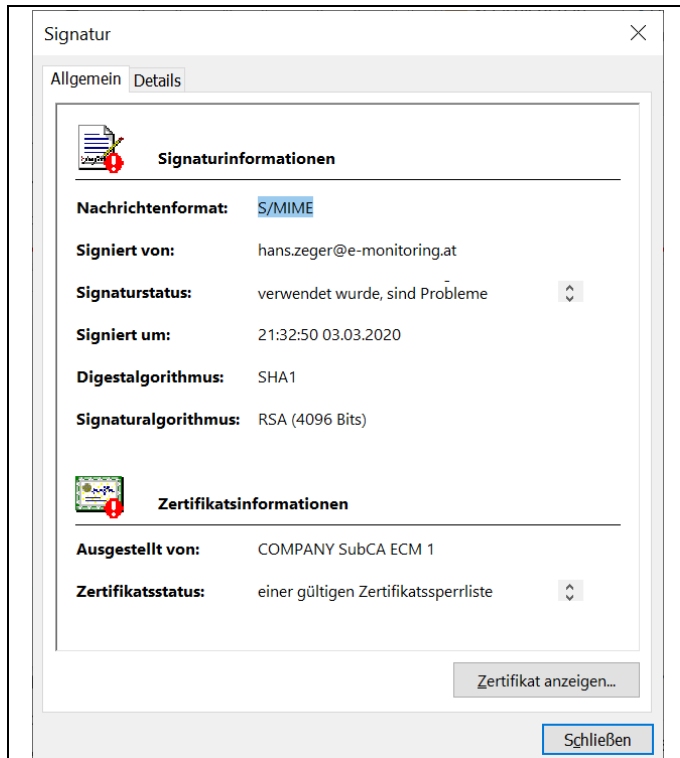 Signatur
Allgemein Details
Signaturinformationen
Nachrichtenformat: S/MIME
Signiert von: hans.zeger@e-monitoring.at
Signaturstatus: verwendet wurde, sind Probleme
Signiert um: 21:32:50 03.03.2020
Digestalgorithmus: SHA1
Signaturalgorithmus: RSA (4096 Bits)
Zertifikatsinformationen
Ausgestellt von: COMPANY SubCA ECM 1
Zertifikatsstatus: einer gültigen Zertifikatssperrliste
Zertifikat anzeigen...
Schließen